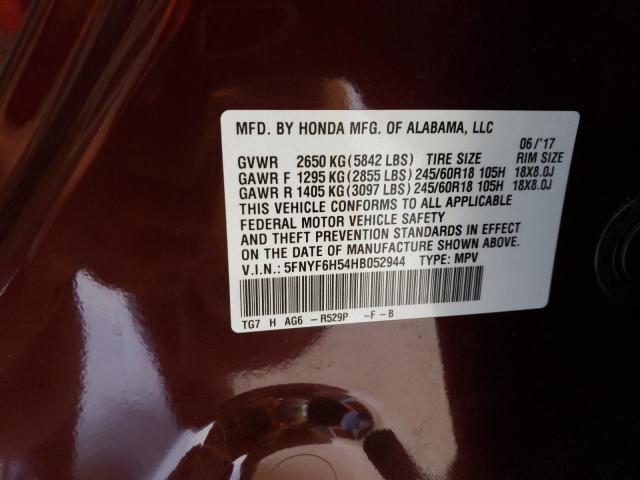 MFD. BY HONDA MFG. OF ALABAMA, LLC
06/'17
GVWR 2650 KG (5842 LBS) TIRE SIZE RIM SIZE
GAWR F 1295 KG (2855 LBS) 245/60R18 105H 18X8.0J
GAWR R 1405 KG (3097 LBS) 245/60R18 105H 18X8.0J
THIS VEHICLE CONFORMS TO ALL APPLICABLE
FEDERAL MOTOR VEHICLE SAFETY
AND THEFT PREVENTION STANDARDS IN EFFECT
ON THE DATE OF MANUFACTURE SHOWN ABOVE.
V.I.N.: 5FNYF6H54HB052944 TYPE: MPV
TG7 H AG6 -R529P -F-B